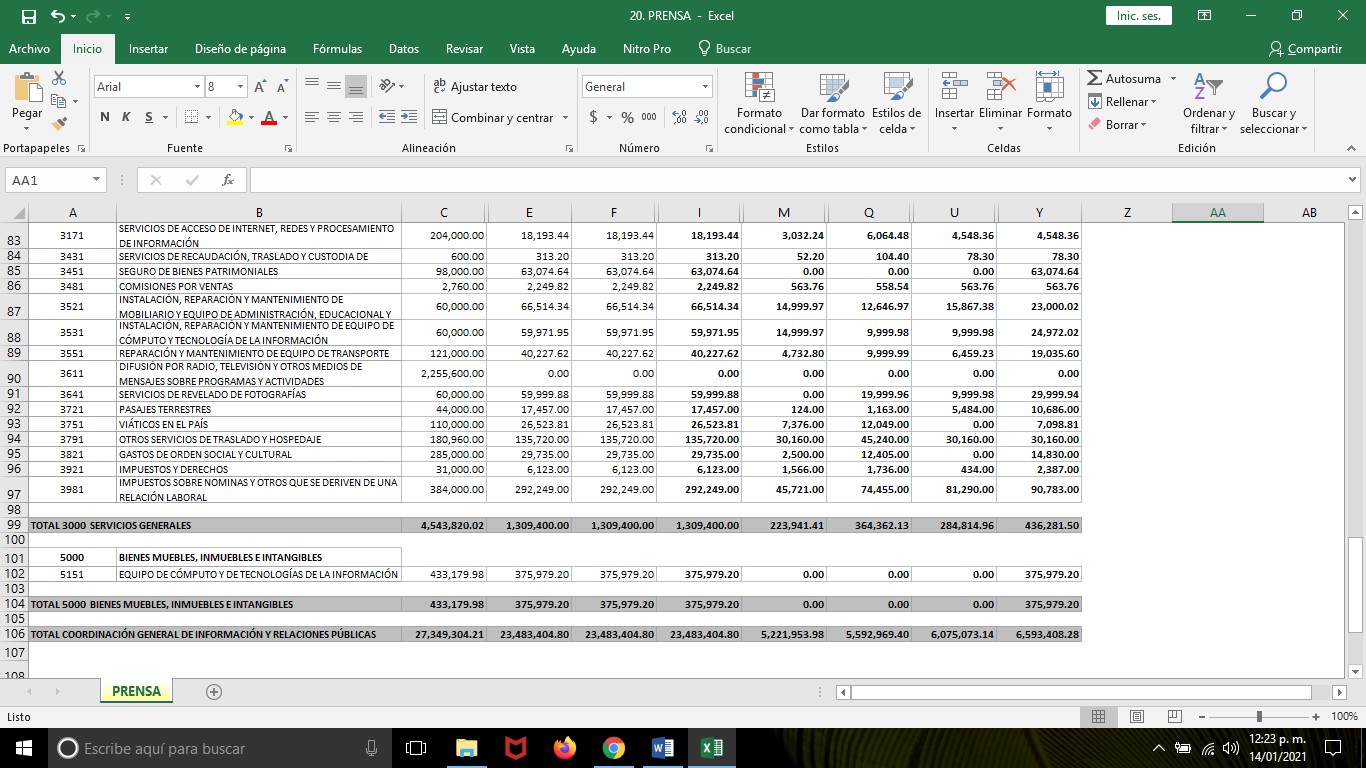 20. PRENSA - Excel
Inic. ses.
Archivo Inicio Insertar Diseño de página Fórmulas Datos Revisar Vista Ayuda Nitro Pro Buscar Compartir
Pegar
Arial 8
N K S
Ajustar texto
Combinar y centrar
General
$ % 000
Formato condicional
Dar formato como tabla
Estilos de celda
Insertar Eliminar Formato
Autosuma
Rellenar
Borrar
Ordenar y filtrar
Buscar y seleccionar
Portapapeles Fuente Alineación Número Estilos Celdas Edición
AA1 fx
A B C E F I M Q U Y Z AA AB
83 3171 SERVICIOS DE ACCESO DE INTERNET, REDES Y PROCESAMIENTO DE INFORMACIÓN 204,000.00 18,193.44 18,193.44 18,193.44 3,032.24 6,064.48 4,548.36 4,548.36
84 3431 SERVICIOS DE RECAUDACIÓN, TRASLADO Y CUSTODIA DE 600.00 313.20 313.20 313.20 52.20 104.40 78.30 78.30
85 3451 SEGURO DE BIENES PATRIMONIALES 98,000.00 63,074.64 63,074.64 63,074.64 0.00 0.00 0.00 63,074.64
86 3481 COMISIONES POR VENTAS 2,760.00 2,249.82 2,249.82 2,249.82 563.76 558.54 563.76 563.76
87 3521 INSTALACIÓN, REPARACIÓN Y MANTENIMIENTO DE MOBILIARIO Y EQUIPO DE ADMINISTRACIÓN, EDUCACIONAL Y 60,000.00 66,514.34 66,514.34 66,514.34 14,999.97 12,646.97 15,867.38 23,000.02
88 3531 INSTALACIÓN, REPARACIÓN Y MANTENIMIENTO DE EQUIPO DE CÓMPUTO Y TECNOLOGÍA DE LA INFORMACIÓN 60,000.00 59,971.95 59,971.95 59,971.95 14,999.97 9,999.98 9,999.98 24,972.02
89 3551 REPARACIÓN Y MANTENIMIENTO DE EQUIPO DE TRANSPORTE 121,000.00 40,227.62 40,227.62 40,227.62 4,732.80 9,999.99 6,459.23 19,035.60
90 3611 DIFUSIÓN POR RADIO, TELEVISIÓN Y OTROS MEDIOS DE MENSAJES SOBRE PROGRAMAS Y ACTIVIDADES 2,255,600.00 0.00 0.00 0.00 0.00 0.00 0.00 0.00
91 3641 SERVICIOS DE REVELADO DE FOTOGRAFÍAS 60,000.00 59,999.88 59,999.88 59,999.88 0.00 19,999.96 9,999.98 29,999.94
92 3721 PASAJES TERRESTRES 44,000.00 17,457.00 17,457.00 17,457.00 124.00 1,163.00 5,484.00 10,686.00
93 3751 VIÁTICOS EN EL PAÍS 110,000.00 26,523.81 26,523.81 26,523.81 7,376.00 12,049.00 0.00 7,098.81
94 3791 OTROS SERVICIOS DE TRASLADO Y HOSPEDAJE 180,960.00 135,720.00 135,720.00 135,720.00 30,160.00 45,240.00 30,160.00 30,160.00
95 3821 GASTOS DE ORDEN SOCIAL Y CULTURAL 285,000.00 29,735.00 29,735.00 29,735.00 2,500.00 12,405.00 0.00 14,830.00
96 3921 IMPUESTOS Y DERECHOS 31,000.00 6,123.00 6,123.00 6,123.00 1,566.00 1,736.00 434.00 2,387.00
97 3981 IMPUESTOS SOBRE NOMINAS Y OTROS QUE SE DERIVEN DE UNA RELACIÓN LABORAL 384,000.00 292,249.00 292,249.00 292,249.00 45,721.00 74,455.00 81,290.00 90,783.00
98
99 TOTAL 3000 SERVICIOS GENERALES 4,543,820.02 1,309,400.00 1,309,400.00 1,309,400.00 223,941.41 364,362.13 284,814.96 436,281.50
100
101 5000 BIENES MUEBLES, INMUEBLES E INTANGIBLES
102 5151 EQUIPO DE CÓMPUTO Y DE TECNOLOGÍAS DE LA INFORMACIÓN 433,179.98 375,979.20 375,979.20 375,979.20 0.00 0.00 0.00 375,979.20
103
104 TOTAL 5000 BIENES MUEBLES, INMUEBLES E INTANGIBLES 433,179.98 375,979.20 375,979.20 375,979.20 0.00 0.00 0.00 375,979.20
105
106 TOTAL COORDINACIÓN GENERAL DE INFORMACIÓN Y RELACIONES PÚBLICAS 27,349,304.21 23,483,404.80 23,483,404.80 23,483,404.80 5,221,953.98 5,592,969.40 6,075,073.14 6,593,408.28
107
108
PRENSA
Listo 100%
Escribe aquí para buscar
12:23 p. m.
14/01/2021